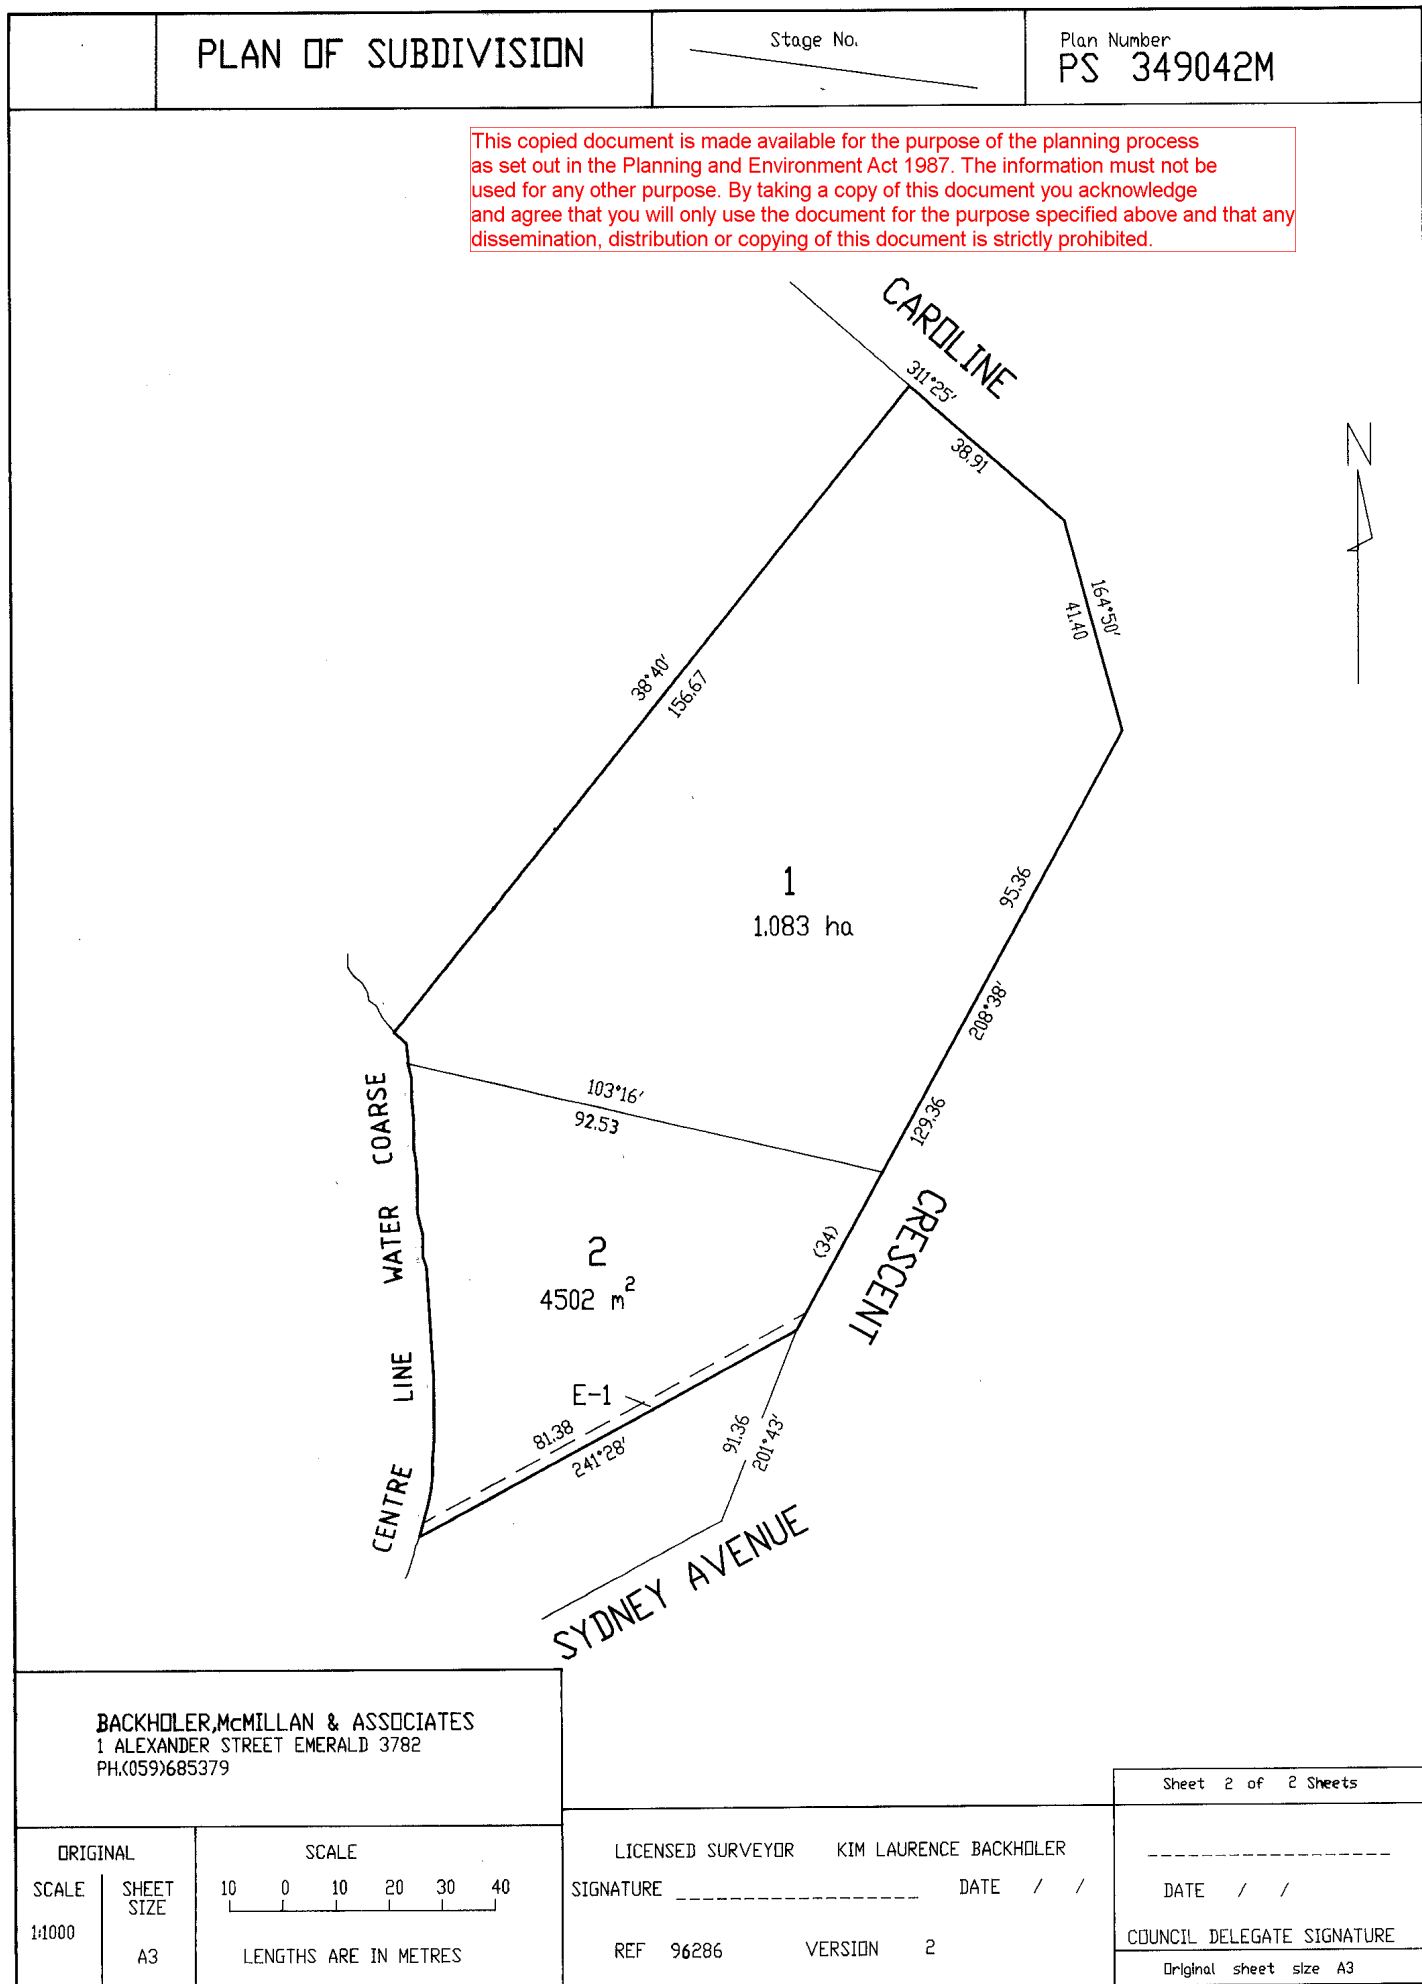 PLAN OF SUBDIVISION
Stage No.
Plan Number
PS 349042M
This copied document is made available for the purpose of the planning process
as set out in the Planning and Environment Act 1987. The information must not be
used for any other purpose. By taking a copy of this document you acknowledge
and agree that you will only use the document for the purpose specified above and that any
dissemination, distribution or copying of this document is strictly prohibited.
CAROLINE
311°25'
38.91
N
164°50'
41.40
38°40'
156.67
1
1.083 ha
95.36
208°38'
129.36
103°16'
92.53
CENTRE LINE WATER COARSE
CRESCENT
(34)
2
4502 m²
E-1
81.38
241°28'
91.36
201°43'
SYDNEY AVENUE
BACKHOLER,McMILLAN & ASSOCIATES
1 ALEXANDER STREET EMERALD 3782
PH.(059)685379
Sheet 2 of 2 Sheets
ORIGINAL
SCALE
1:1000
SHEET
SIZE
A3
SCALE
10 0 10 20 30 40
LENGTHS ARE IN METRES
LICENSED SURVEYOR KIM LAURENCE BACKHOLER
SIGNATURE DATE / /
REF 96286 VERSION 2
DATE / /
COUNCIL DELEGATE SIGNATURE
Original sheet size A3